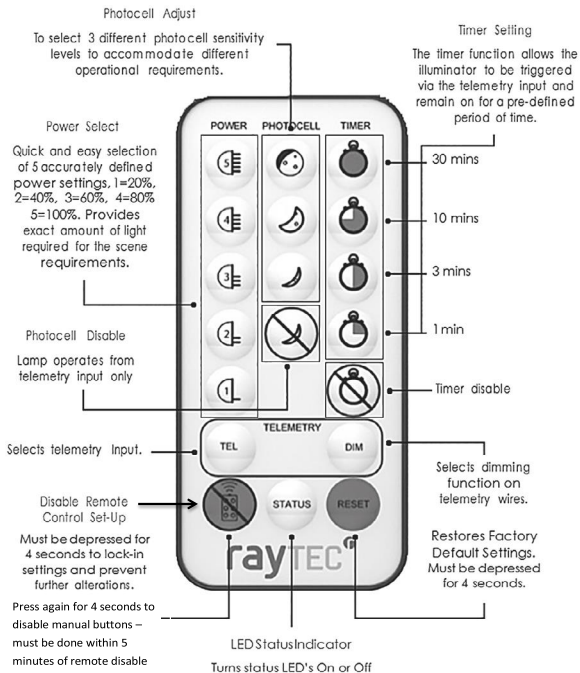 Photocell Adjust
To select 3 different photocell sensitivity
levels to accommodate different
operational requirements.
Timer Setting
The timer function allows the
illuminator to be triggered
via the telemetry input and
remain on for a pre-defined
period of time.
Power Select
Quick and easy selection
of 5 accurately defined
power settings, 1=20%,
2=40%, 3=60%, 4=80%
5=100%. Provides
exact amount of light
required for the scene
requirements.
POWER PHOTOCELL TIMER
5
30 mins
4
10 mins
3
3 mins
2
1 min
1
Photocell Disable
Lamp operates from
telemetry input only
Timer disable
TELEMETRY
TEL DIM
Selects telemetry Input.
Selects dimming
function on
telemetry wires.
Disable Remote
Control Set-Up
Must be depressed for
4 seconds to lock-in
settings and prevent
further alterations.
Press again for 4 seconds to
disable manual buttons –
must be done within 5
minutes of remote disable
STATUS RESET
rayTEC
Restores Factory
Default Settings.
Must be depressed
for 4 seconds.
LED Status Indicator
Turns status LED's On or Off